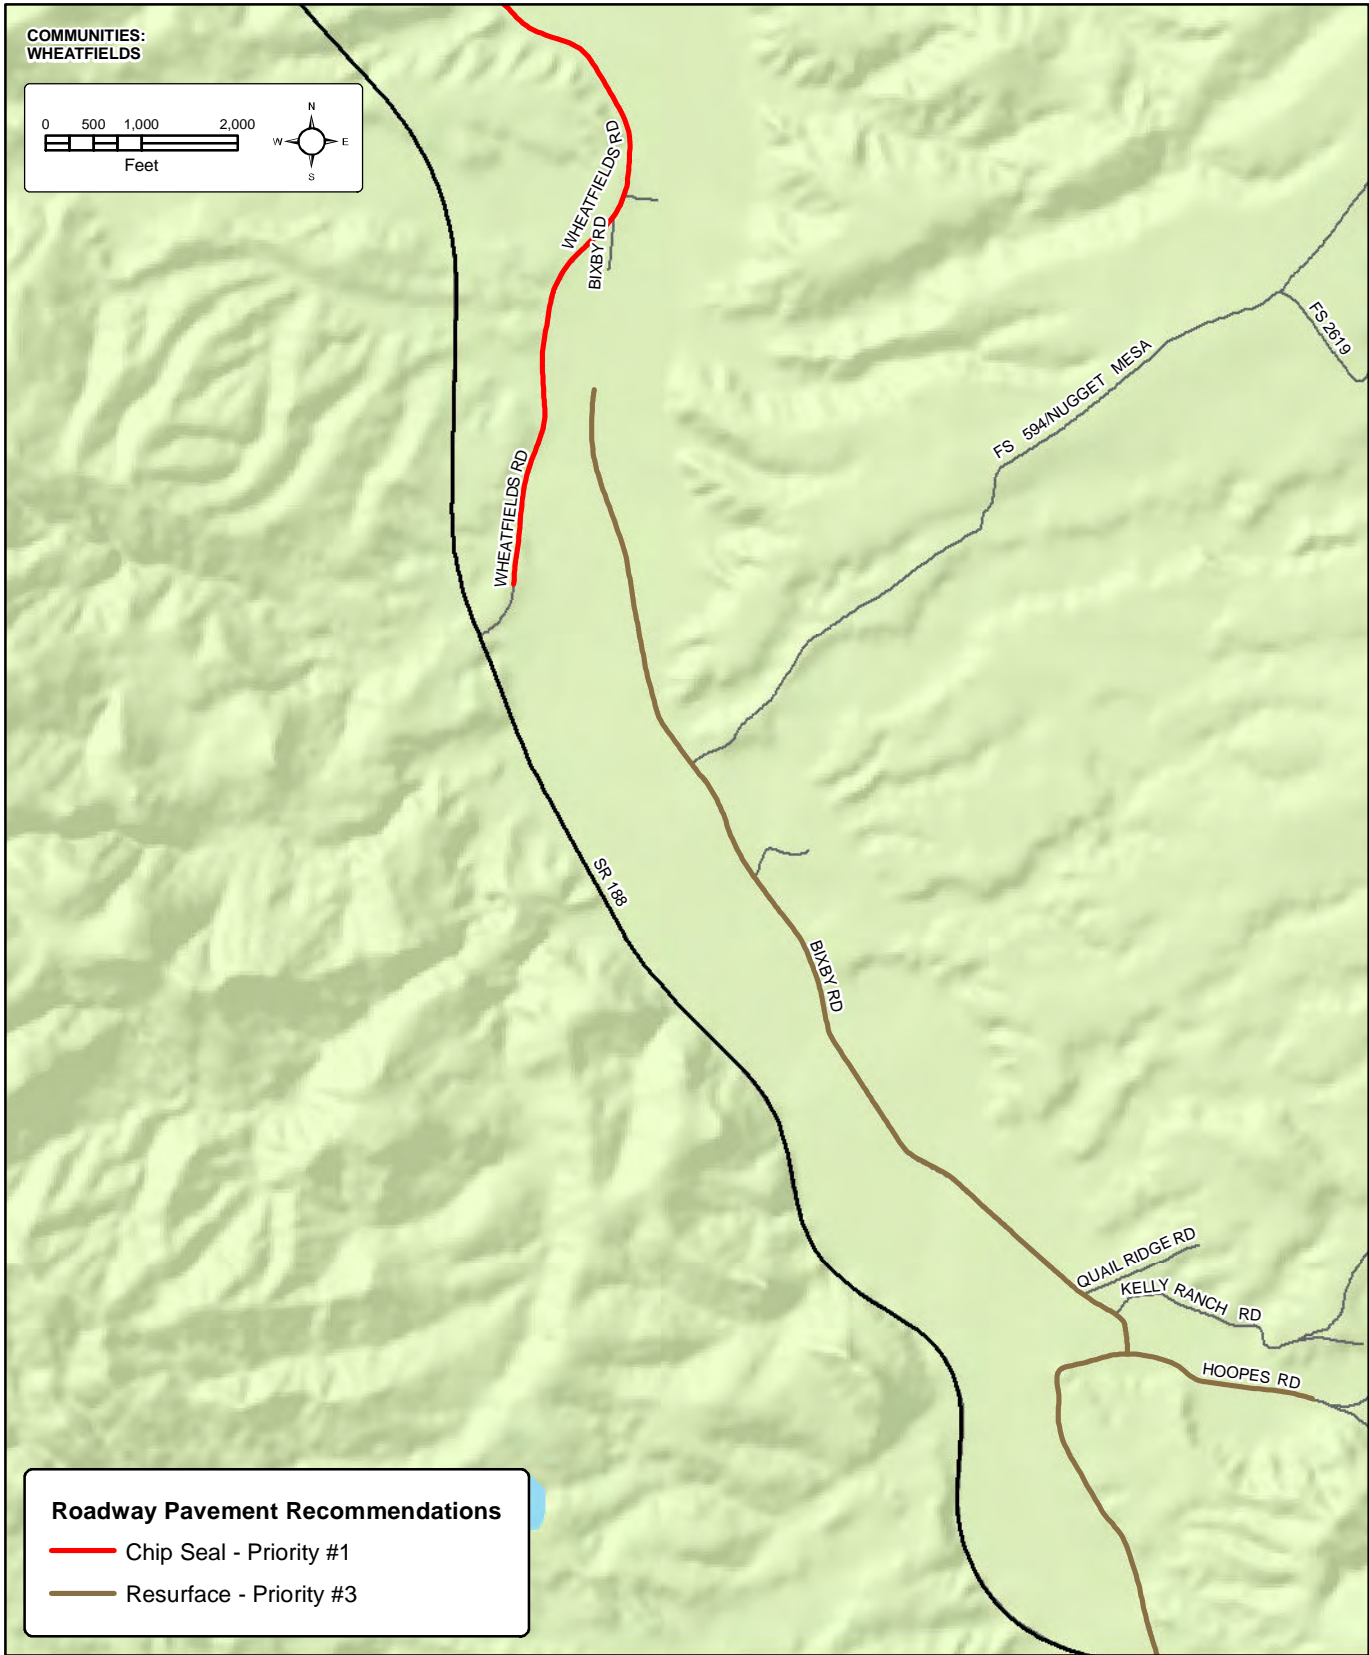 COMMUNITIES:
WHEATFIELDS
0 500 1,000 2,000
Feet
N
W E
S
WHEATFIELDS RD
BIXBY RD
FS 2619
FS 594/NUGGET MESA
WHEATFIELDS RD
SR 188
BIXBY RD
QUAIL RIDGE RD
KELLY RANCH RD
HOOPES RD
Roadway Pavement Recommendations
Chip Seal - Priority #1
Resurface - Priority #3